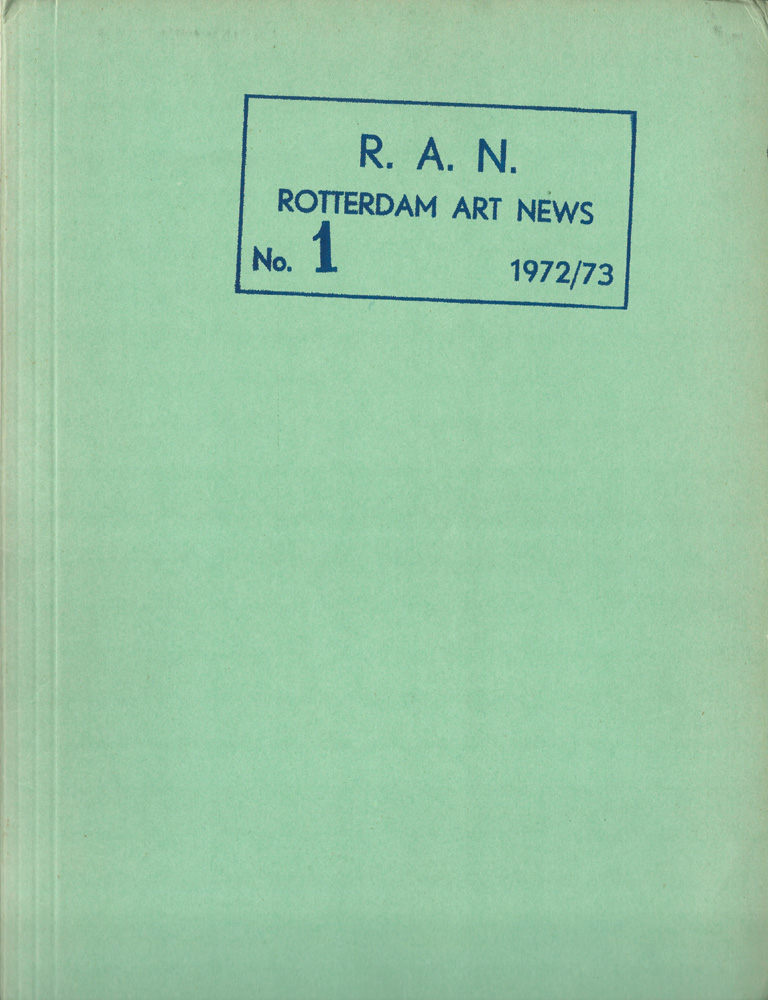 R. A. N.
ROTTERDAM ART NEWS
No. 1 1972/73